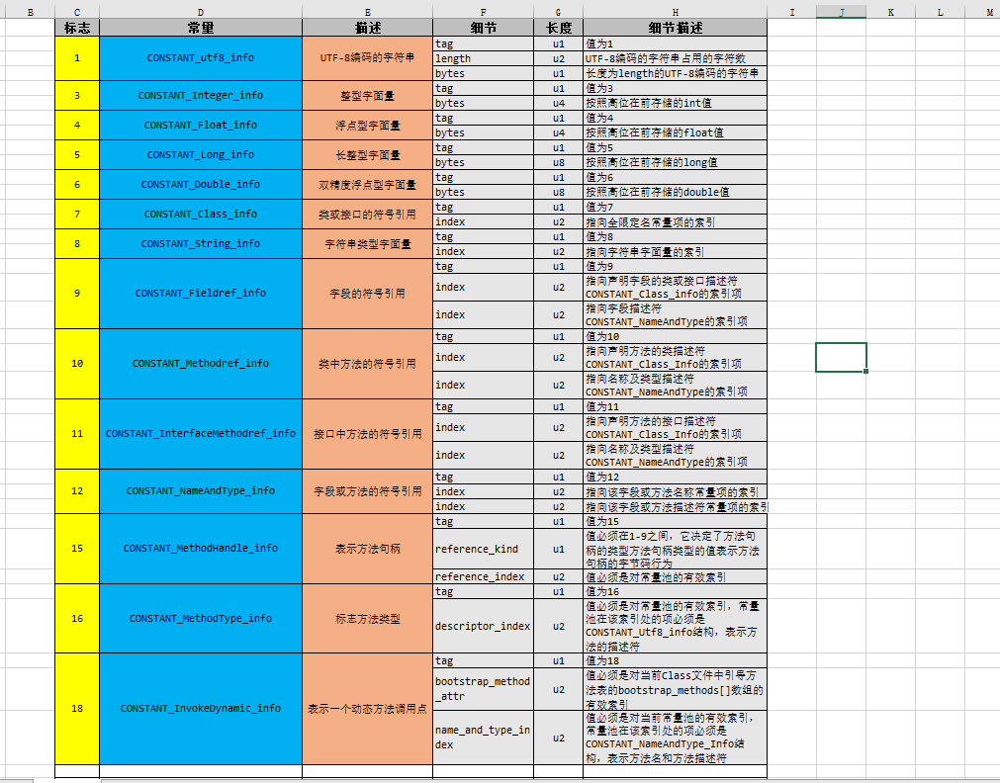 B C D E F G H I J K L M
标志 常量 描述 细节 长度 细节描述
1 CONSTANT_utf8_info UTF-8编码的字符串
tag u1 值为1
length u2 UTF-8编码的字符串占用的字符数
bytes u1 长度为length的UTF-8编码的字符串
3 CONSTANT_Integer_info 整型字面量
tag u1 值为3
bytes u4 按照高位在前存储的int值
4 CONSTANT_Float_info 浮点型字面量
tag u1 值为4
bytes u4 按照高位在前存储的float值
5 CONSTANT_Long_info 长整型字面量
tag u1 值为5
bytes u8 按照高位在前存储的long值
6 CONSTANT_Double_info 双精度浮点型字面量
tag u1 值为6
bytes u8 按照高位在前存储的double值
7 CONSTANT_Class_info 类或接口的符号引用
tag u1 值为7
index u2 指向全限定名常量项的索引
8 CONSTANT_String_info 字符串类型字面量
tag u1 值为8
index u2 指向字符串字面量的索引
9 CONSTANT_Fieldref_info 字段的符号引用
tag u1 值为9
index u2 指向声明字段的类或接口描述符
CONSTANT_Class_info的索引项
index u2 指向字段描述符
CONSTANT_NameAndType的索引项
10 CONSTANT_Methodref_info 类中方法的符号引用
tag u1 值为10
index u2 指向声明方法的类描述符
CONSTANT_Class_Info的索引项
index u2 指向名称及类型描述符
CONSTANT_NameAndType的索引项
11 CONSTANT_InterfaceMethodref_info 接口中方法的符号引用
tag u1 值为11
index u2 指向声明方法的接口描述符
CONSTANT_Class_Info的索引项
index u2 指向名称及类型描述符
CONSTANT_NameAndType的索引项
12 CONSTANT_NameAndType_info 字段或方法的符号引用
tag u1 值为12
index u2 指向该字段或方法名称常量项的索引
index u2 指向该字段或方法描述符常量项的索引
15 CONSTANT_MethodHandle_info 表示方法句柄
tag u1 值为15
reference_kind u1 值必须在1-9之间，它决定了方法句
柄的类型方法句柄类型的值表示方法
句柄的字节码行为
reference_index u2 值必须是对常量池的有效索引
16 CONSTANT_MethodType_info 标志方法类型
tag u1 值为16
descriptor_index u2 值必须是对常量池的有效索引，常量
池在该索引处的项必须是
CONSTANT_Utf8_info结构，表示方
法的描述符
18 CONSTANT_InvokeDynamic_info 表示一个动态方法调用点
tag u1 值为18
bootstrap_method
_attr u2 值必须是对当前Class文件中引导方
法表的bootstrap_methods[]数组的
有效索引
name_and_type_in
dex u2 值必须是对当前常量池的有效索引，
常量池在该索引处的项必须是
CONSTANT_NameAndType_Info结
构，表示方法名和方法描述符